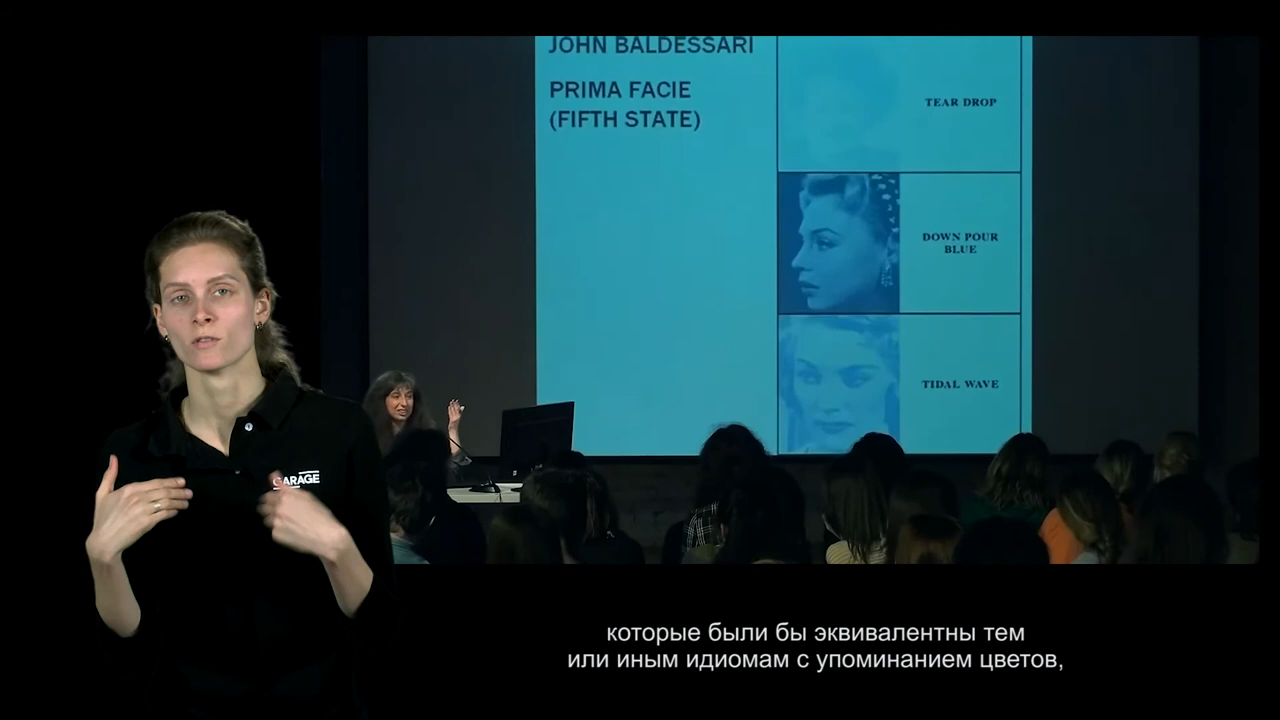 JOHN BALDESSARI
PRIMA FACIE
(FIFTH STATE)
TEAR DROP
DOWN POUR
BLUE
TIDAL WAVE
GARAGE
которые были бы эквивалентны тем
или иным идиомам с упоминанием цветов,